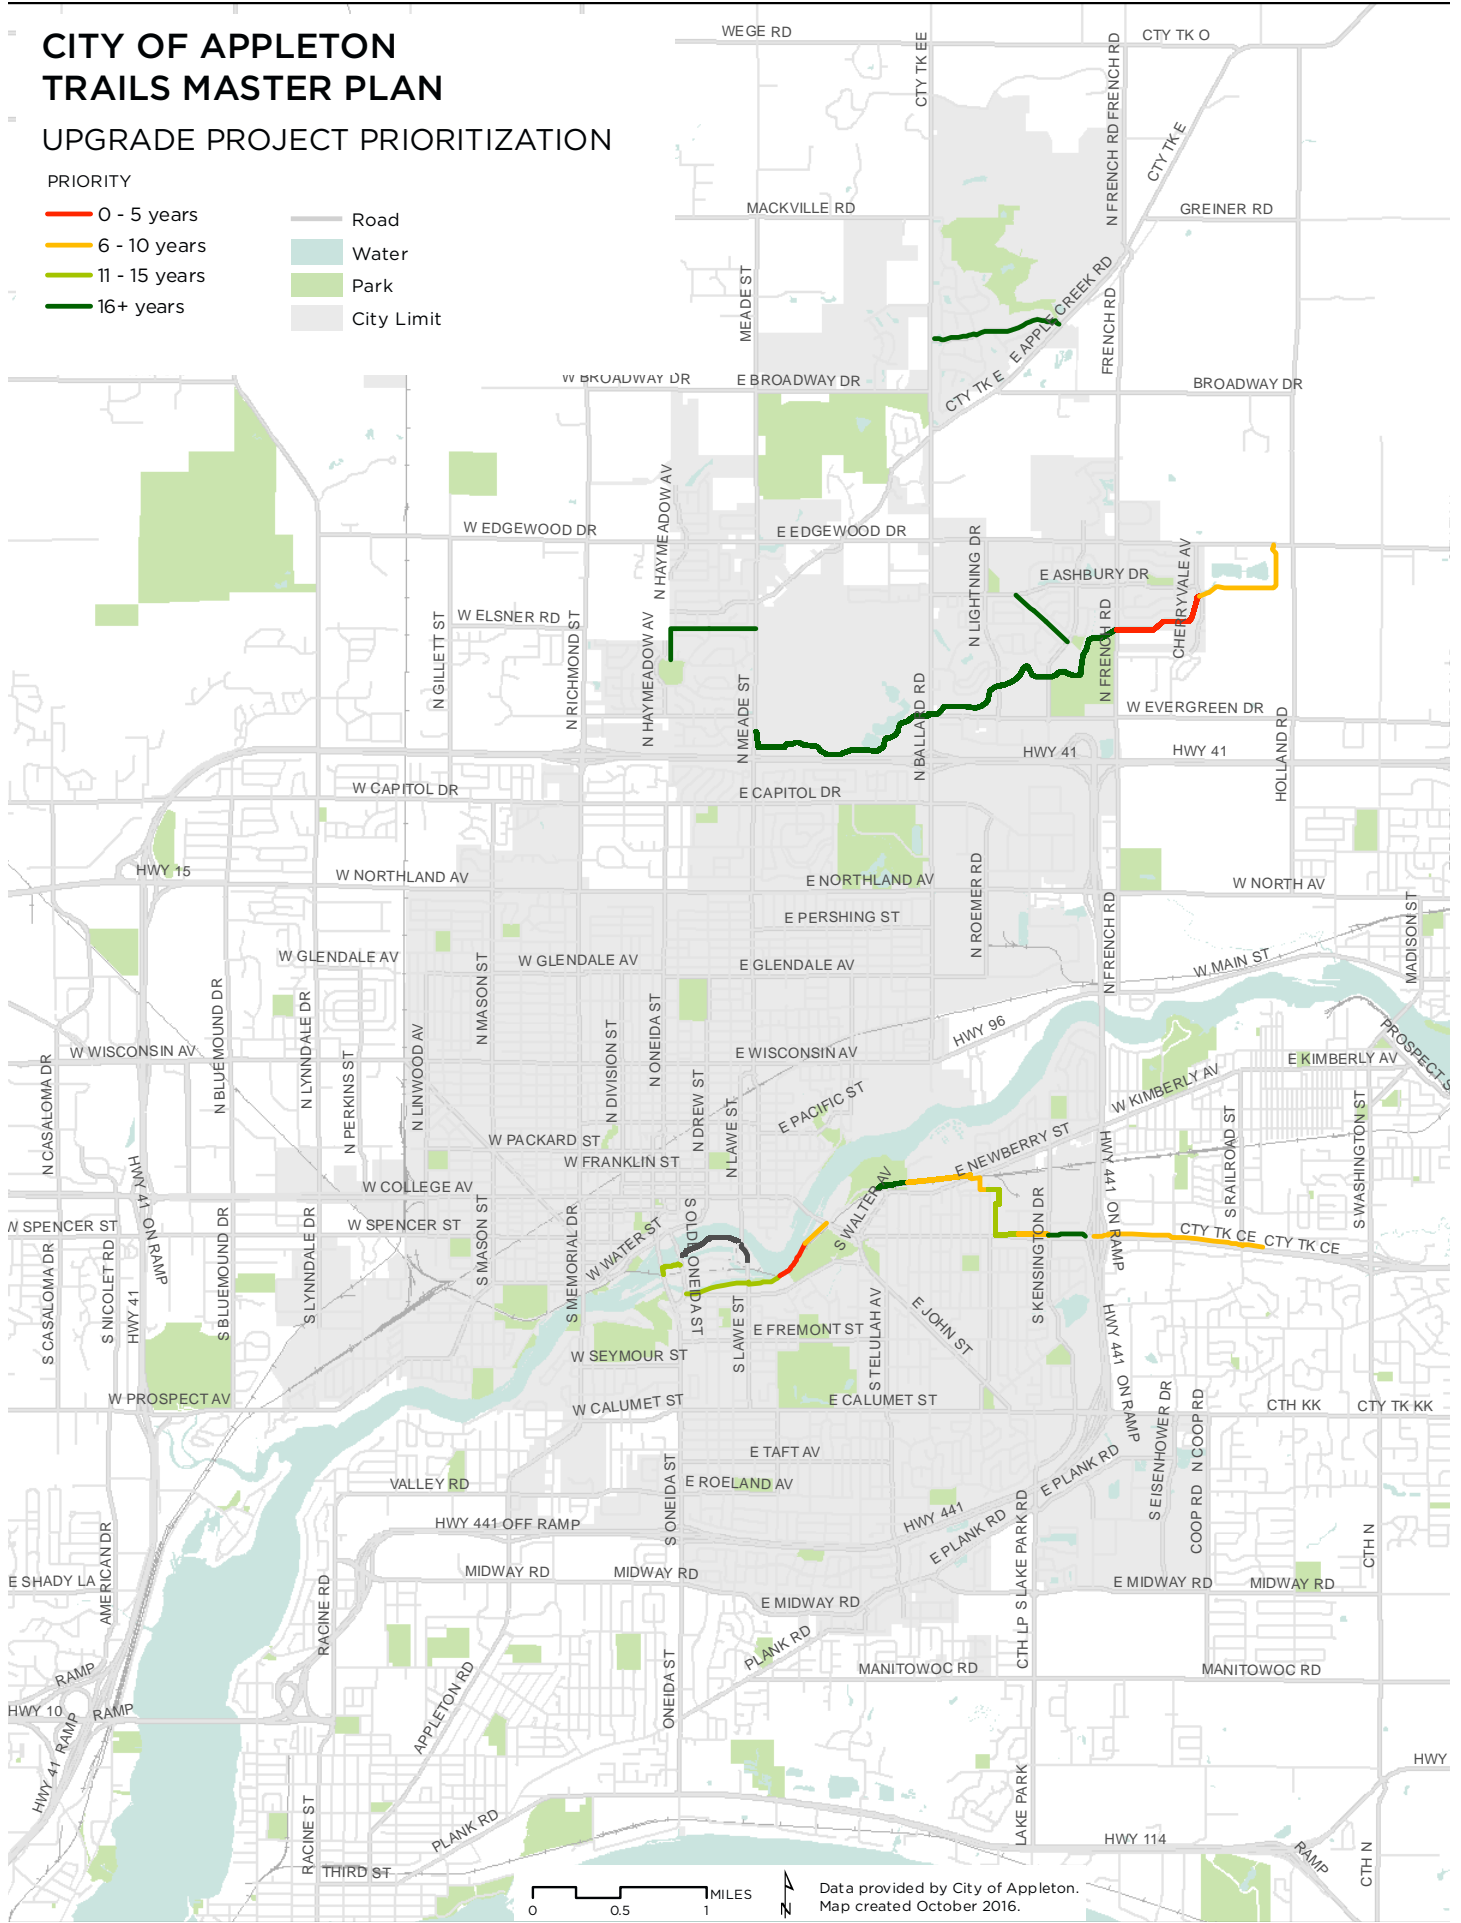 CITY OF APPLETON
TRAILS MASTER PLAN
UPGRADE PROJECT PRIORITIZATION
PRIORITY
0 - 5 years
6 - 10 years
11 - 15 years
16+ years
Road
Water
Park
City Limit
WEGE RD
CTY TK EE
N FRENCH RD
FRENCH RD
CTY TK O
CTY TK E
MACKVILLE RD
GREINER RD
MEADE ST
E APPLE CREEK RD
FRENCH RD
W BROADWAY DR
E BROADWAY DR
CTY TK E
BROADWAY DR
N HAYMEADOW AV
W EDGEWOOD DR
E EDGEWOOD DR
N LIGHTNING DR
E ASHBURY DR
CHERRYVALE AV
W ELSNER RD
N GILLETT ST
N RICHMOND ST
N HAYMEADOW AV
N MEADE ST
N BALLARD RD
N FRENCH RD
W EVERGREEN DR
HWY 41
HWY 41
HOLLAND RD
W CAPITOL DR
E CAPITOL DR
HWY 15
W NORTHLAND AV
E NORTHLAND AV
W NORTH AV
E PERSHING ST
N ROEMER RD
N FRENCH RD
MADISON ST
W GLENDALE AV
W GLENDALE AV
E GLENDALE AV
W MAIN ST
N MASON ST
N BLUEMOUND DR
N LYNNDALE DR
N LINWOOD AV
N DIVISION ST
N ONEIDA ST
HWY 96
PROSPECT S
W WISCONSIN AV
E WISCONSIN AV
E KIMBERLY AV
N CASALOMA DR
N PERKINS ST
N DREW ST
N LAWE ST
E PACIFIC ST
W KIMBERLY AV
W PACKARD ST
W FRANKLIN ST
E NEWBERRY ST
HWY 441 ON RAMP
S RAILROAD ST
S WASHINGTON ST
HWY 41 ON RAMP
W COLLEGE AV
S WALTER AV
W SPENCER ST
W SPENCER ST
S MASON ST
S MEMORIAL DR
W WATER ST
S OLDE ONEIDA ST
S KENSINGTON DR
CTY TK CE
CTY TK CE
S CASALOMA DR
S NICOLET RD
HWY 41
S BLUEMOUND DR
S LYNNDALE DR
S LAWE ST
E FREMONT ST
S TELULAH AV
E JOHN ST
HWY 441 ON RAMP
W SEYMOUR ST
W PROSPECT AV
W CALUMET ST
E CALUMET ST
CTH KK
CTY TK KK
S EISENHOWER DR
N COOP RD
E TAFT AV
VALLEY RD
E ROELAND AV
E PLANK RD
S ONEIDA ST
HWY 441 OFF RAMP
HWY 441
E PLANK RD
S LAKE PARK RD
COOP RD
CTH N
AMERICAN DR
E SHADY LA
MIDWAY RD
MIDWAY RD
E MIDWAY RD
MIDWAY RD
RACINE RD
E MIDWAY RD
CTH LP
PLANK RD
MANITOWOC RD
MANITOWOC RD
RAMP
HWY 10
RAMP
APPLETON RD
ONEIDA ST
HWY 41
RAMP
HWY
RACINE ST
PLANK RD
LAKE PARK
HWY 114
RAMP
CTH N
THIRD ST
0
0.5
1
MILES
N
Data provided by City of Appleton.
Map created October 2016.